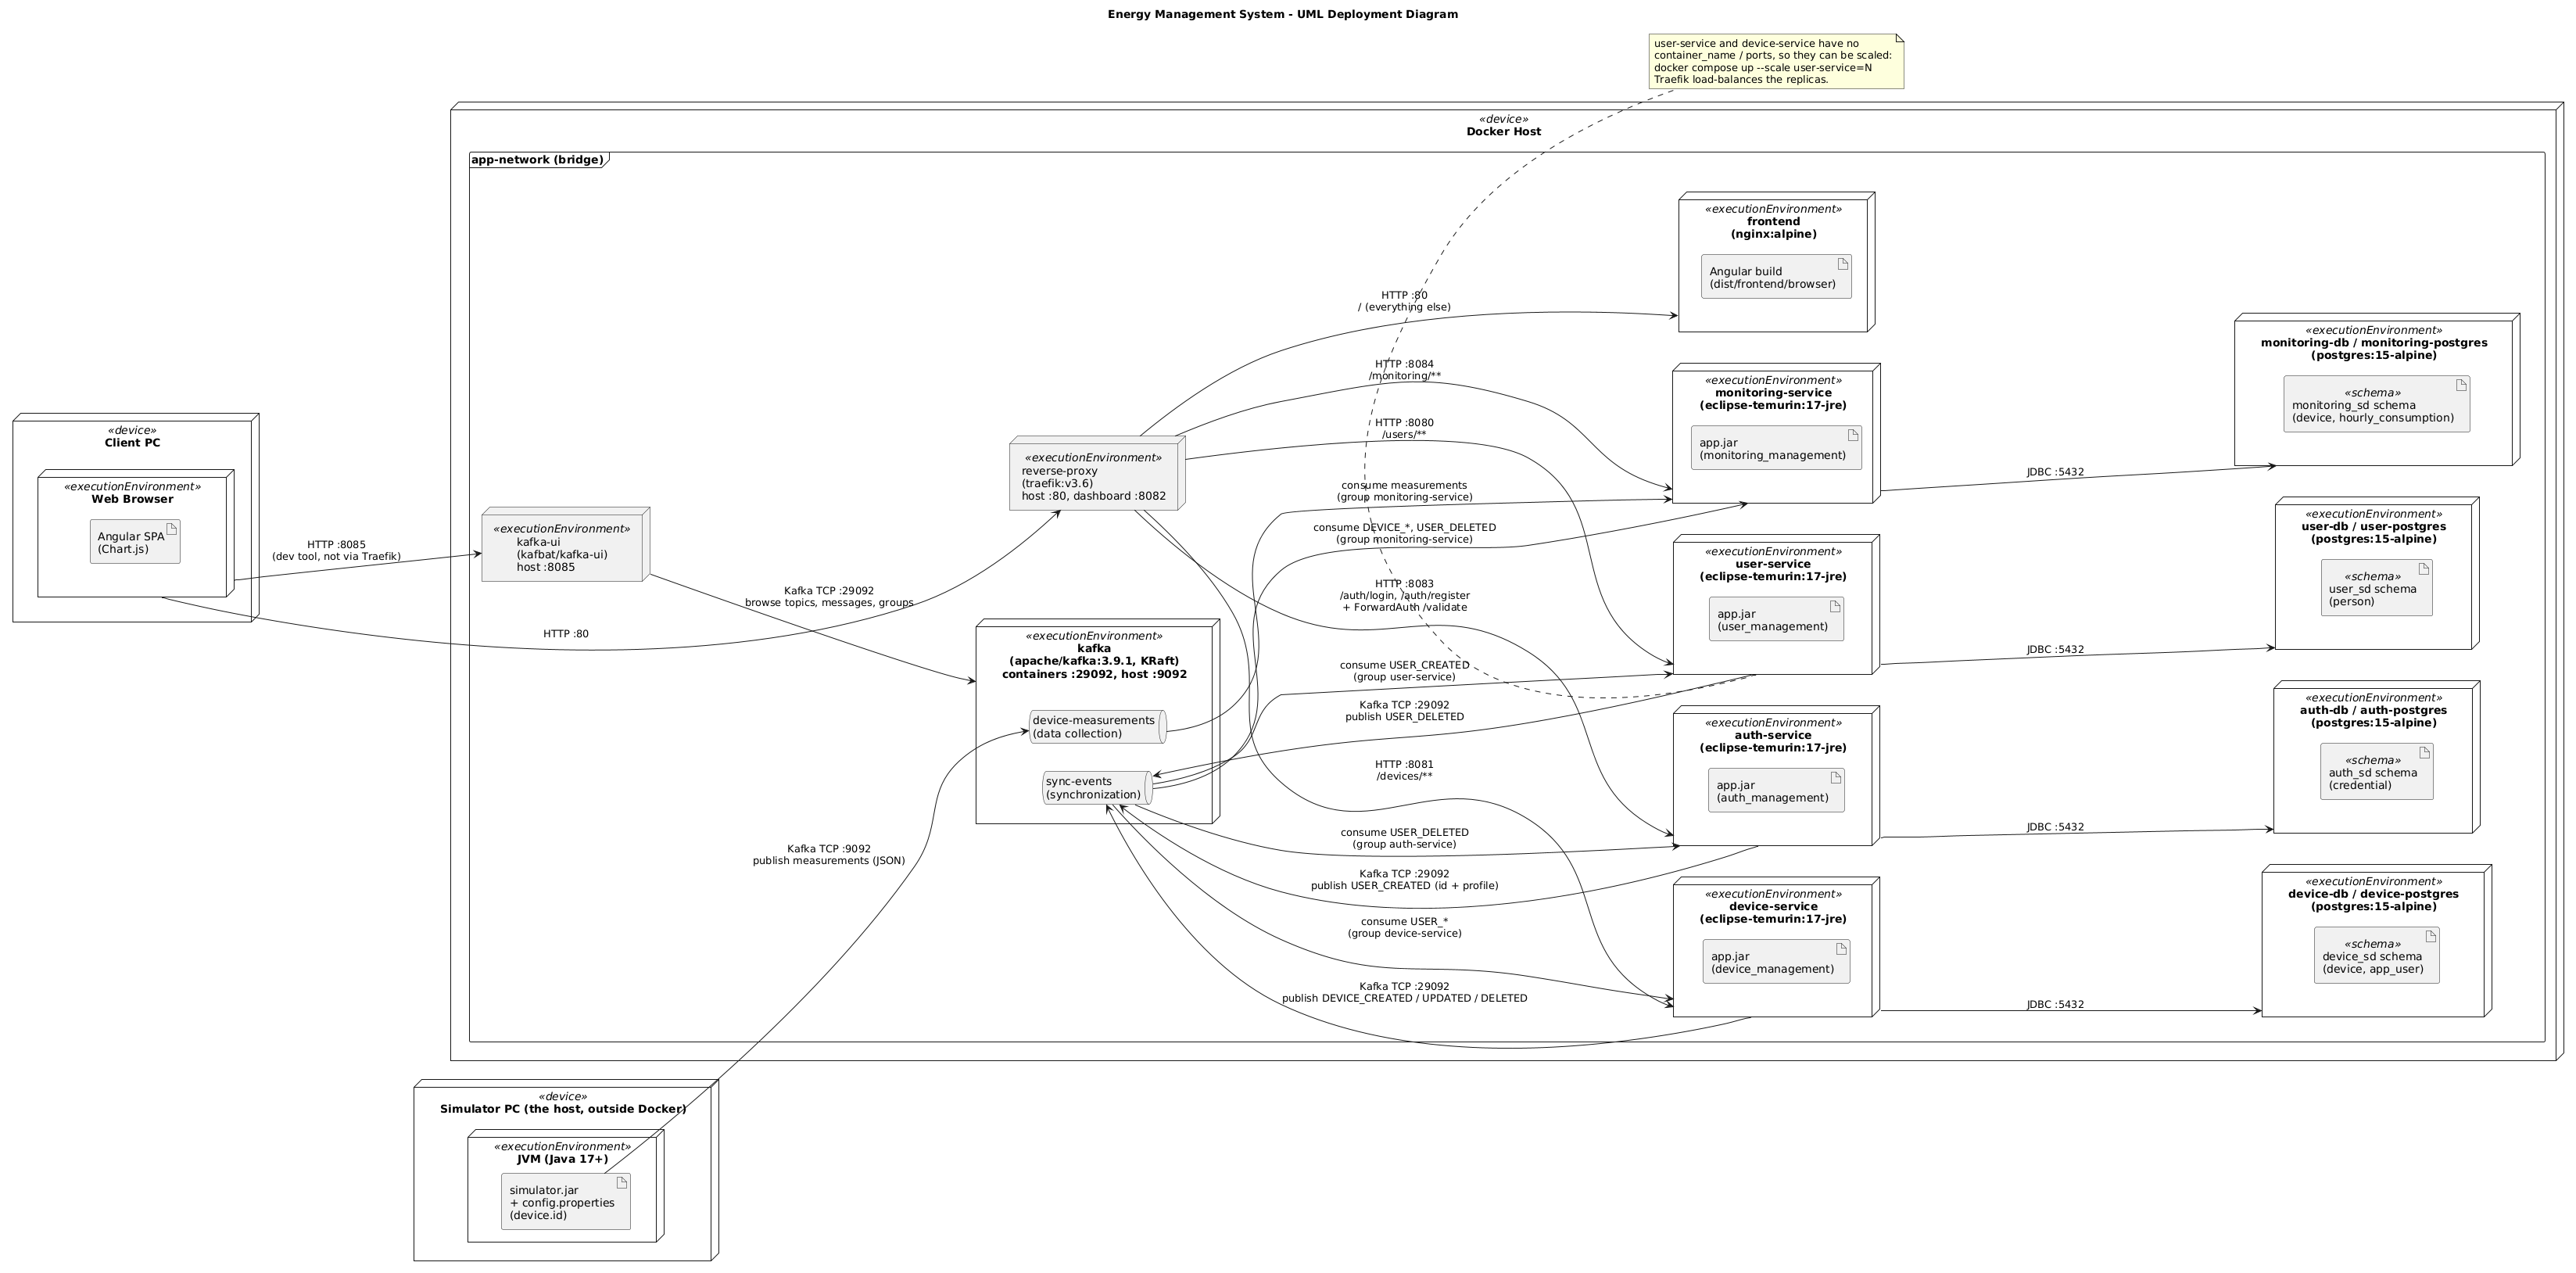 Energy Management System - UML Deployment Diagram
user-service and device-service have no
container_name / ports, so they can be scaled:
docker compose up --scale user-service=N
Traefik load-balances the replicas.
«device»
Docker Host
app-network (bridge)
«executionEnvironment»
frontend
(nginx:alpine)
Angular build
(dist/frontend/browser)
HTTP :80
/ (everything else)
«executionEnvironment»
monitoring-db / monitoring-postgres
(postgres:15-alpine)
«schema»
monitoring_sd schema
(device, hourly_consumption)
HTTP :8084
/monitoring/**
«executionEnvironment»
monitoring-service
(eclipse-temurin:17-jre)
app.jar
(monitoring_management)
«device»
Client PC
«executionEnvironment»
Web Browser
Angular SPA
(Chart.js)
HTTP :8085
(dev tool, not via Traefik)
«executionEnvironment»
kafka-ui
(kafbat/kafka-ui)
host :8085
«executionEnvironment»
reverse-proxy
(traefik:v3.6)
host :80, dashboard :8082
HTTP :8080
/users/**
consume measurements
(group monitoring-service)
JDBC :5432
consume DEVICE_*, USER_DELETED
(group monitoring-service)
«executionEnvironment»
user-service
(eclipse-temurin:17-jre)
app.jar
(user_management)
«executionEnvironment»
user-db / user-postgres
(postgres:15-alpine)
«schema»
user_sd schema
(person)
Kafka TCP :29092
browse topics, messages, groups
HTTP :80
HTTP :8083
/auth/login, /auth/register
+ ForwardAuth /validate
JDBC :5432
«executionEnvironment»
kafka
(apache/kafka:3.9.1, KRaft)
containers :29092, host :9092
device-measurements
(data collection)
sync-events
(synchronization)
consume USER_CREATED
(group user-service)
Kafka TCP :29092
publish USER_DELETED
«executionEnvironment»
auth-service
(eclipse-temurin:17-jre)
app.jar
(auth_management)
«executionEnvironment»
auth-db / auth-postgres
(postgres:15-alpine)
«schema»
auth_sd schema
(credential)
HTTP :8081
/devices/**
JDBC :5432
Kafka TCP :9092
publish measurements (JSON)
consume USER_DELETED
(group auth-service)
Kafka TCP :29092
publish USER_CREATED (id + profile)
«executionEnvironment»
device-service
(eclipse-temurin:17-jre)
app.jar
(device_management)
«executionEnvironment»
device-db / device-postgres
(postgres:15-alpine)
«schema»
device_sd schema
(device, app_user)
consume USER_*
(group device-service)
Kafka TCP :29092
publish DEVICE_CREATED / UPDATED / DELETED
JDBC :5432
«device»
Simulator PC (the host, outside Docker)
«executionEnvironment»
JVM (Java 17+)
simulator.jar
+ config.properties
(device.id)